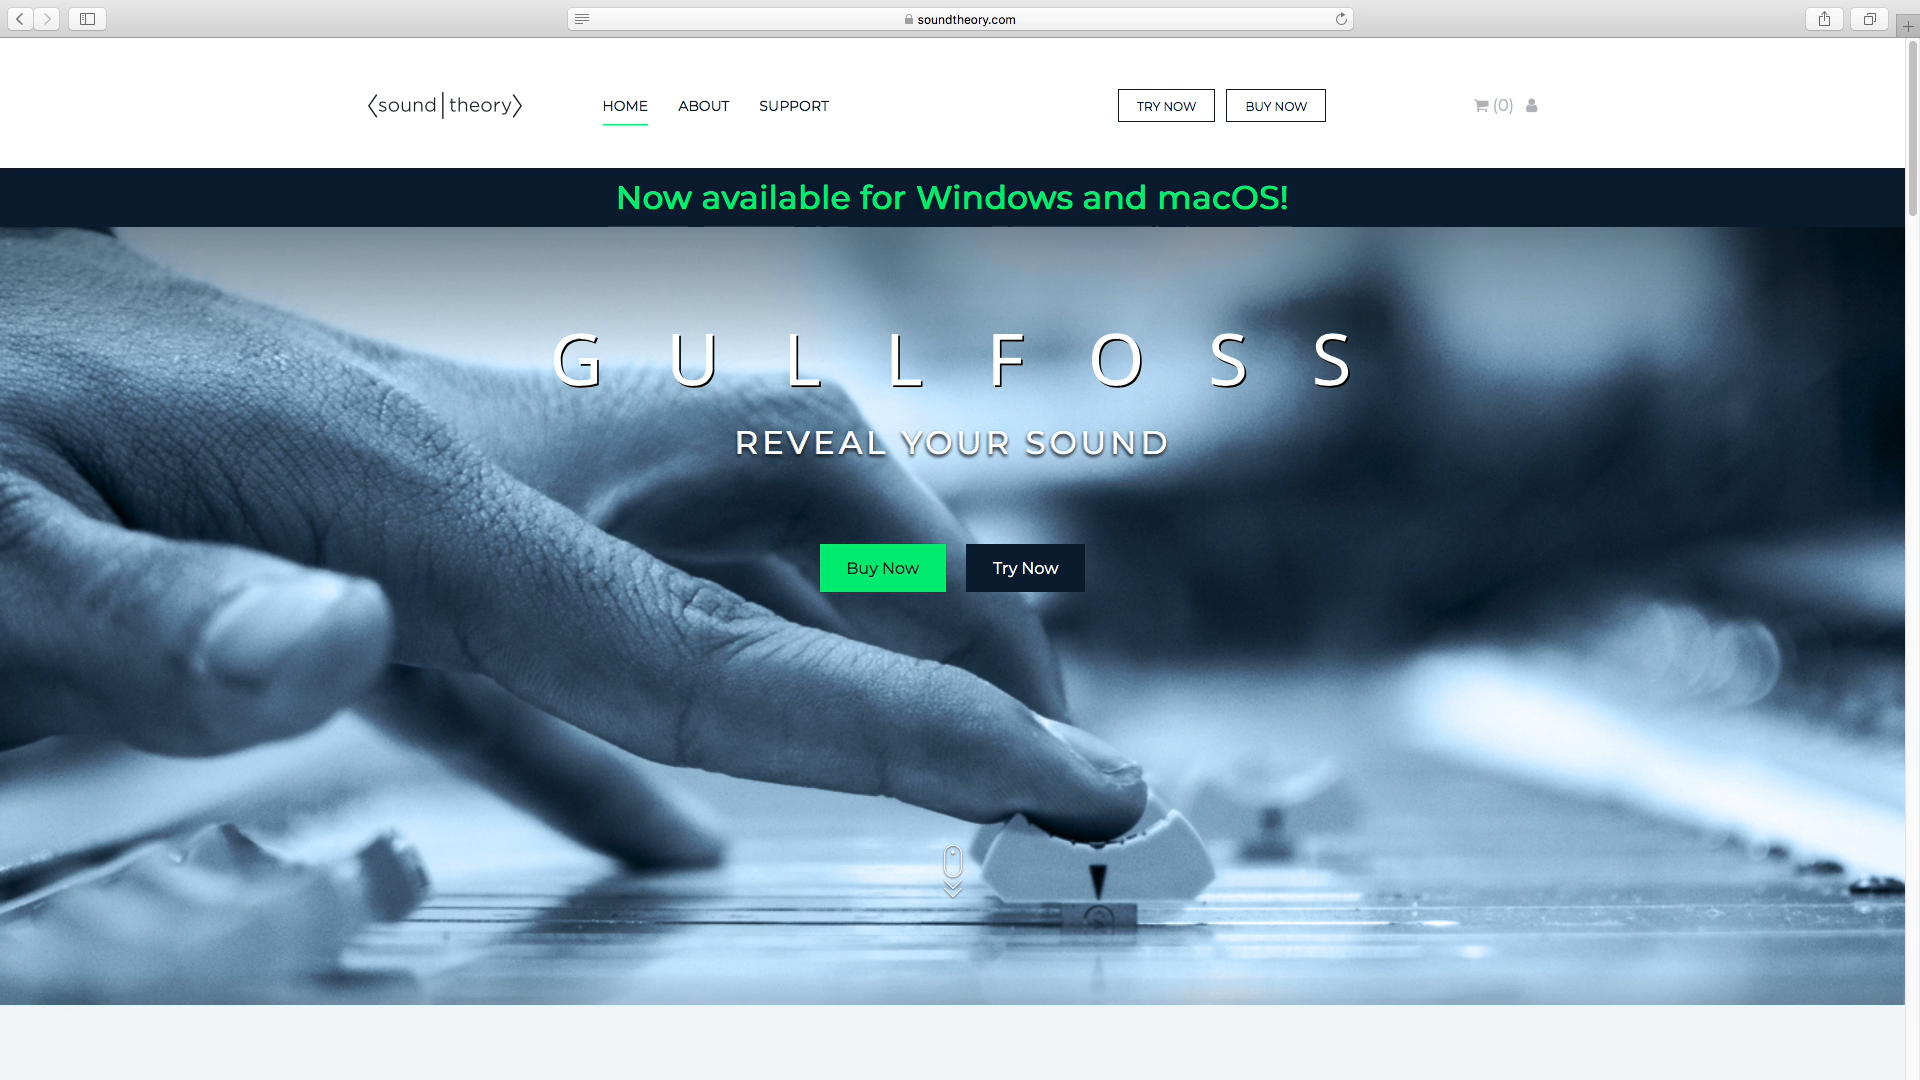 soundtheory.com
sound|theory
HOME ABOUT SUPPORT
TRY NOW BUY NOW
(0)
Now available for Windows and macOS!
GULLFOSS
REVEAL YOUR SOUND
Buy Now Try Now